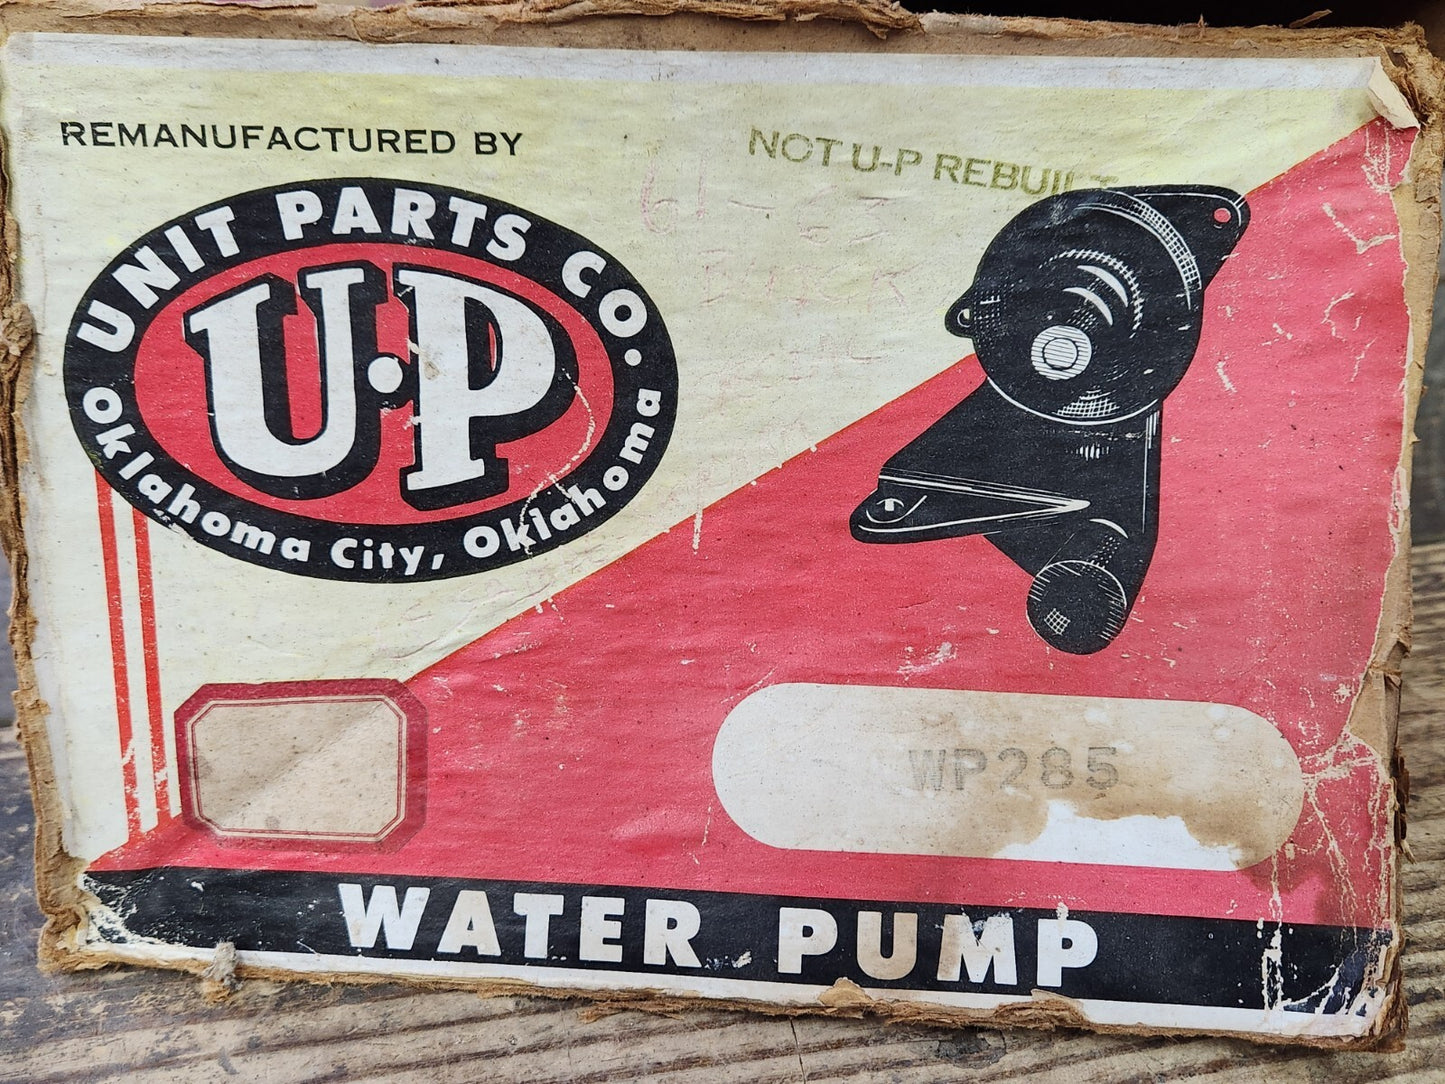 REMANUFACTURED BY
NOT U-P REBUILT
61-63
Buick
UNIT PARTS CO.
U·P
Oklahoma City, Oklahoma
WP285
WATER PUMP